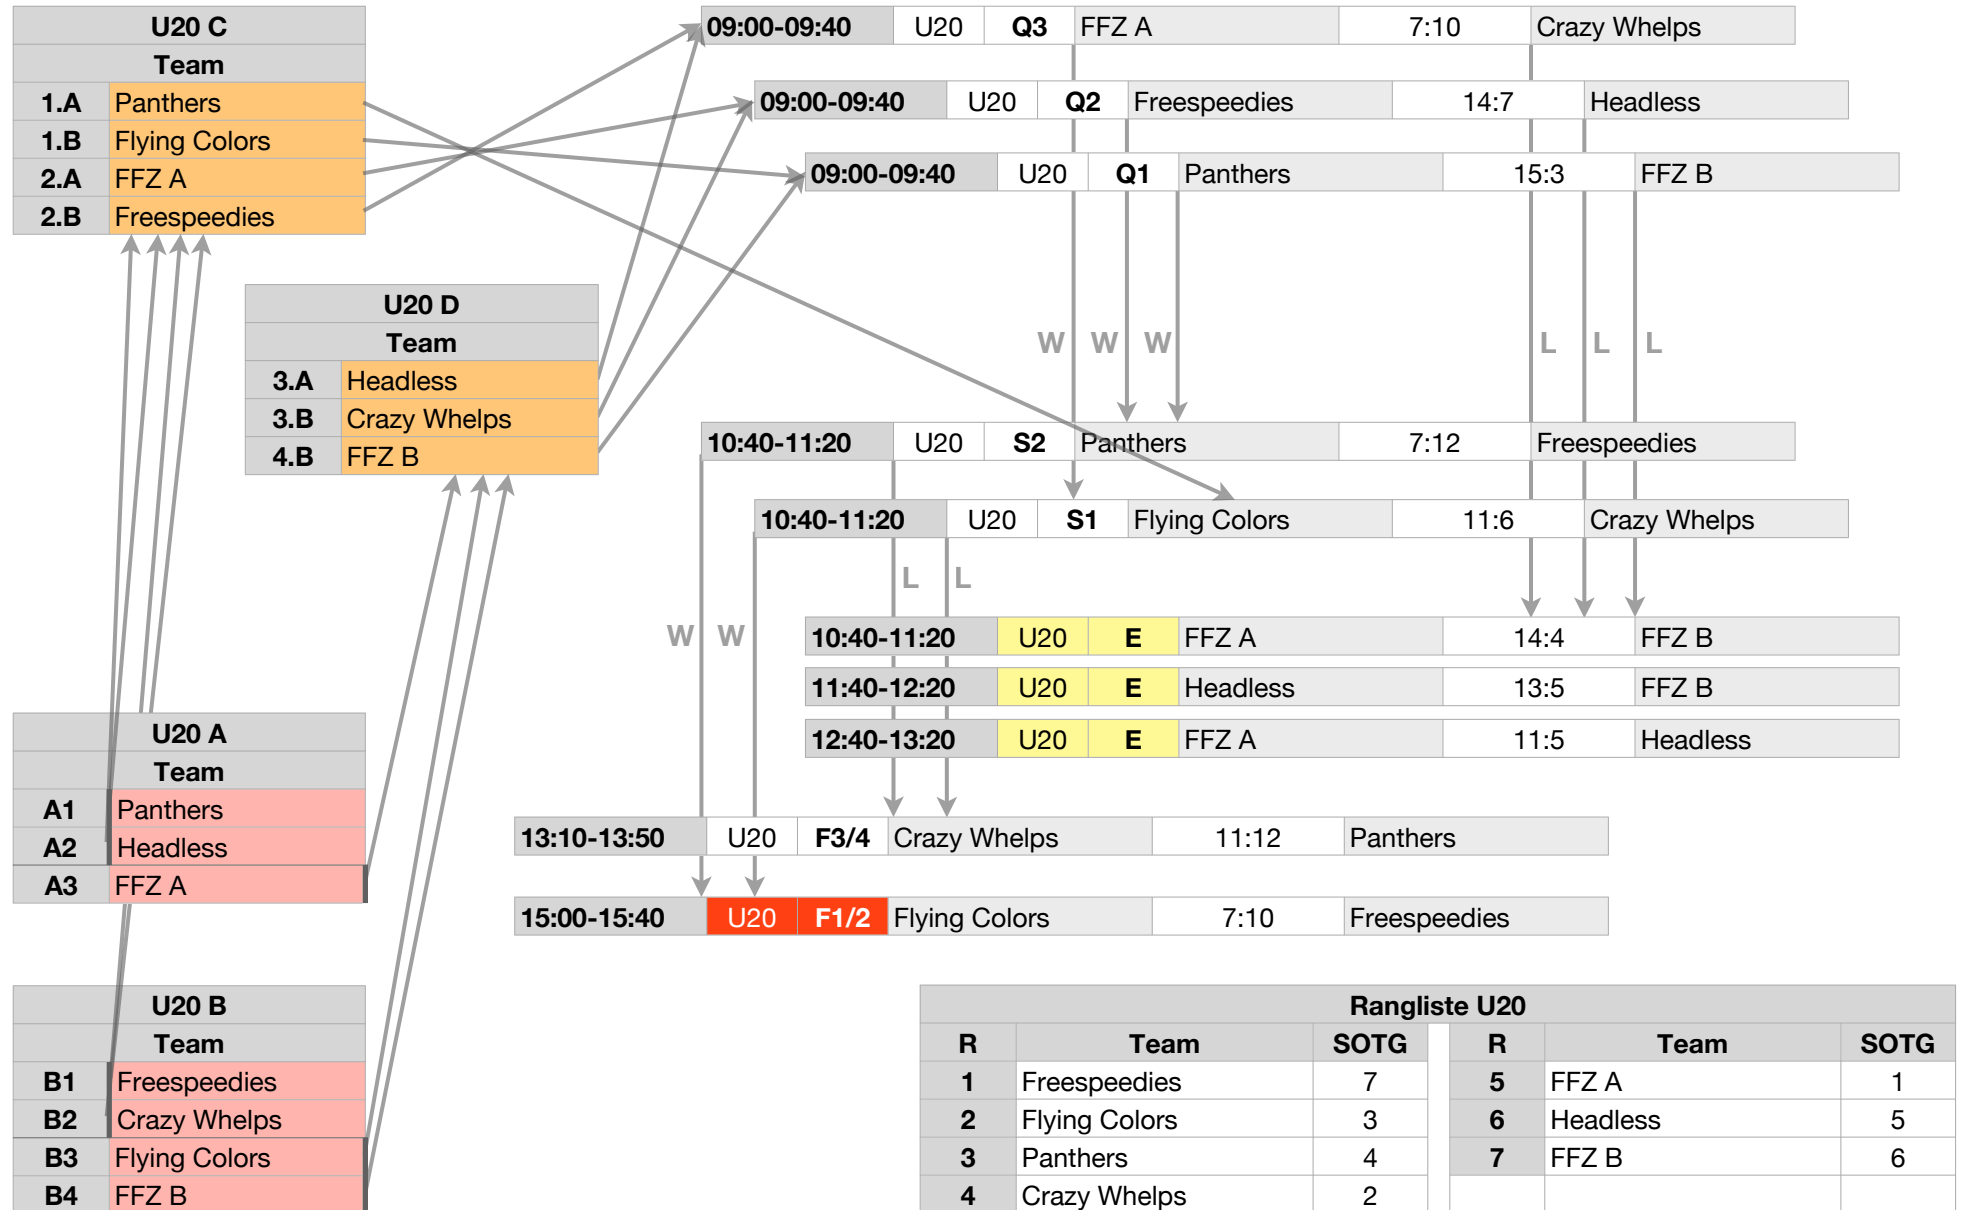 U20 C
Team
1.A Panthers
1.B Flying Colors
2.A FFZ A
2.B Freespeedies
09:00-09:40 U20 Q3 FFZ A 7:10 Crazy Whelps
09:00-09:40 U20 Q2 Freespeedies 14:7 Headless
09:00-09:40 U20 Q1 Panthers 15:3 FFZ B
U20 D
Team
3.A Headless
3.B Crazy Whelps
4.B FFZ B
W W W L L L
10:40-11:20 U20 S2 Panthers 7:12 Freespeedies
10:40-11:20 U20 S1 Flying Colors 11:6 Crazy Whelps
L L
W W
10:40-11:20 U20 E FFZ A 14:4 FFZ B
11:40-12:20 U20 E Headless 13:5 FFZ B
12:40-13:20 U20 E FFZ A 11:5 Headless
U20 A
Team
A1 Panthers
A2 Headless
A3 FFZ A
13:10-13:50 U20 F3/4 Crazy Whelps 11:12 Panthers
15:00-15:40 U20 F1/2 Flying Colors 7:10 Freespeedies
U20 B
Team
B1 Freespeedies
B2 Crazy Whelps
B3 Flying Colors
B4 FFZ B
Rangliste U20
R Team SOTG R Team SOTG
1 Freespeedies 7 5 FFZ A 1
2 Flying Colors 3 6 Headless 5
3 Panthers 4 7 FFZ B 6
4 Crazy Whelps 2